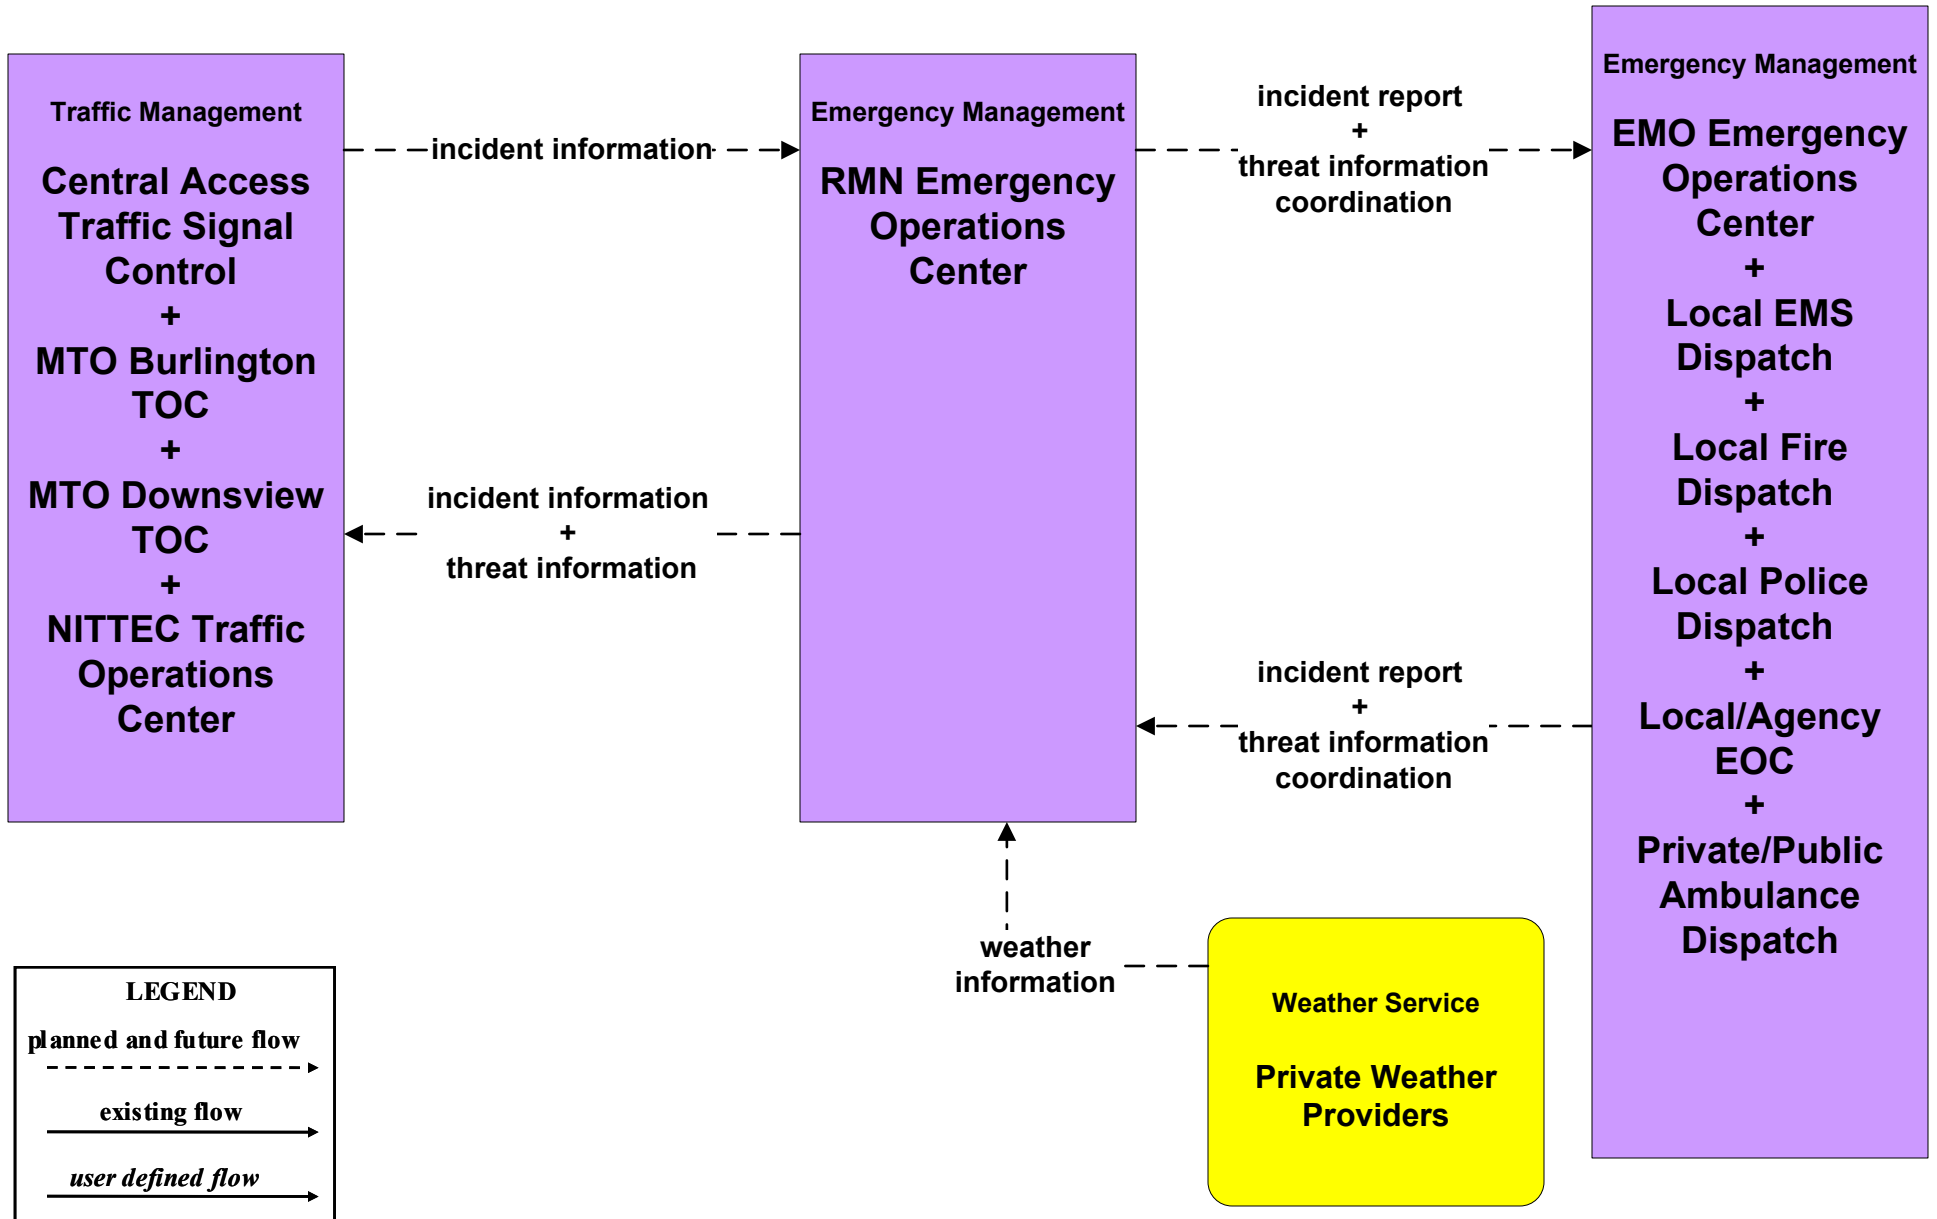 Traffic Management
Central Access
Traffic Signal
Control
+
MTO Burlington
TOC
+
MTO Downsview
TOC
+
NITTEC Traffic
Operations
Center
incident information
incident information
+
threat information
Emergency Management
RMN Emergency
Operations
Center
incident report
+
threat information
coordination
incident report
+
threat information
coordination
Emergency Management
EMO Emergency
Operations
Center
+
Local EMS
Dispatch
+
Local Fire
Dispatch
+
Local Police
Dispatch
+
Local/Agency
EOC
+
Private/Public
Ambulance
Dispatch
weather
information
Weather Service
Private Weather
Providers
LEGEND
planned and future flow
existing flow
user defined flow